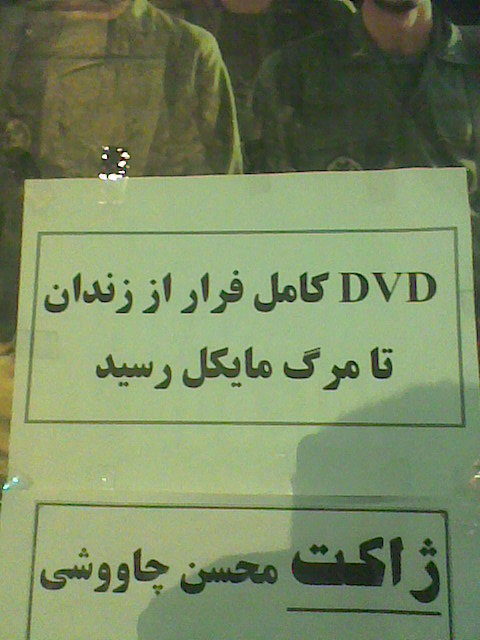 DVD کامل فرار از زندان
تا مرگ مایکل رسید
ژاکت محسن چاووشی